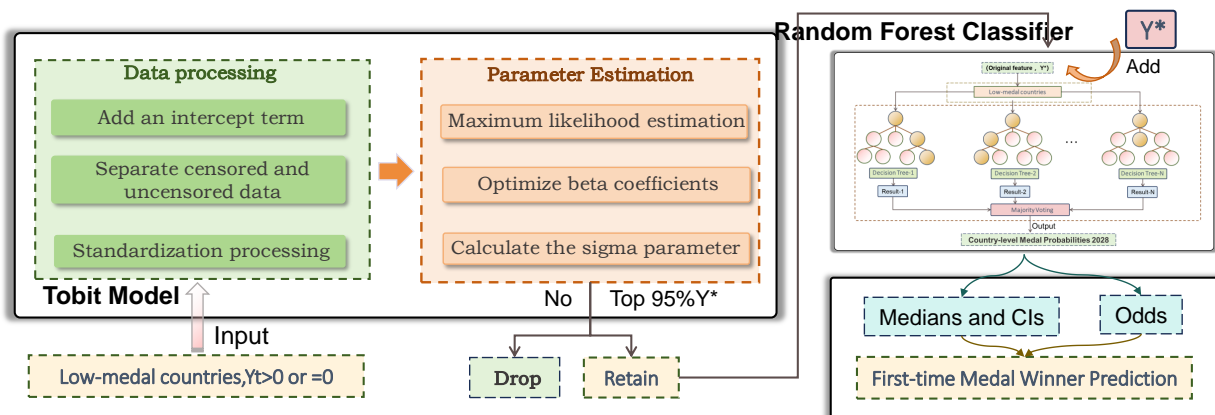 Data processing
Add an intercept term
Separate censored and
uncensored data
Standardization processing
Tobit Model
Input
Low-medal countries,Yt>0 or =0
Parameter Estimation
Maximum likelihood estimation
Optimize beta coefficients
Calculate the sigma parameter
No
Top 95%Y*
Drop
Retain
Random Forest Classifier
Y*
Add
(Original feature , Y*)
Low-medal countries
...
Decision Tree-1
Decision Tree-2
Decision Tree-N
Result-1
Result-2
Result-N
Majority Voting
Output
Country-level Medal Probabilities 2028
Medians and CIs
Odds
First-time Medal Winner Prediction